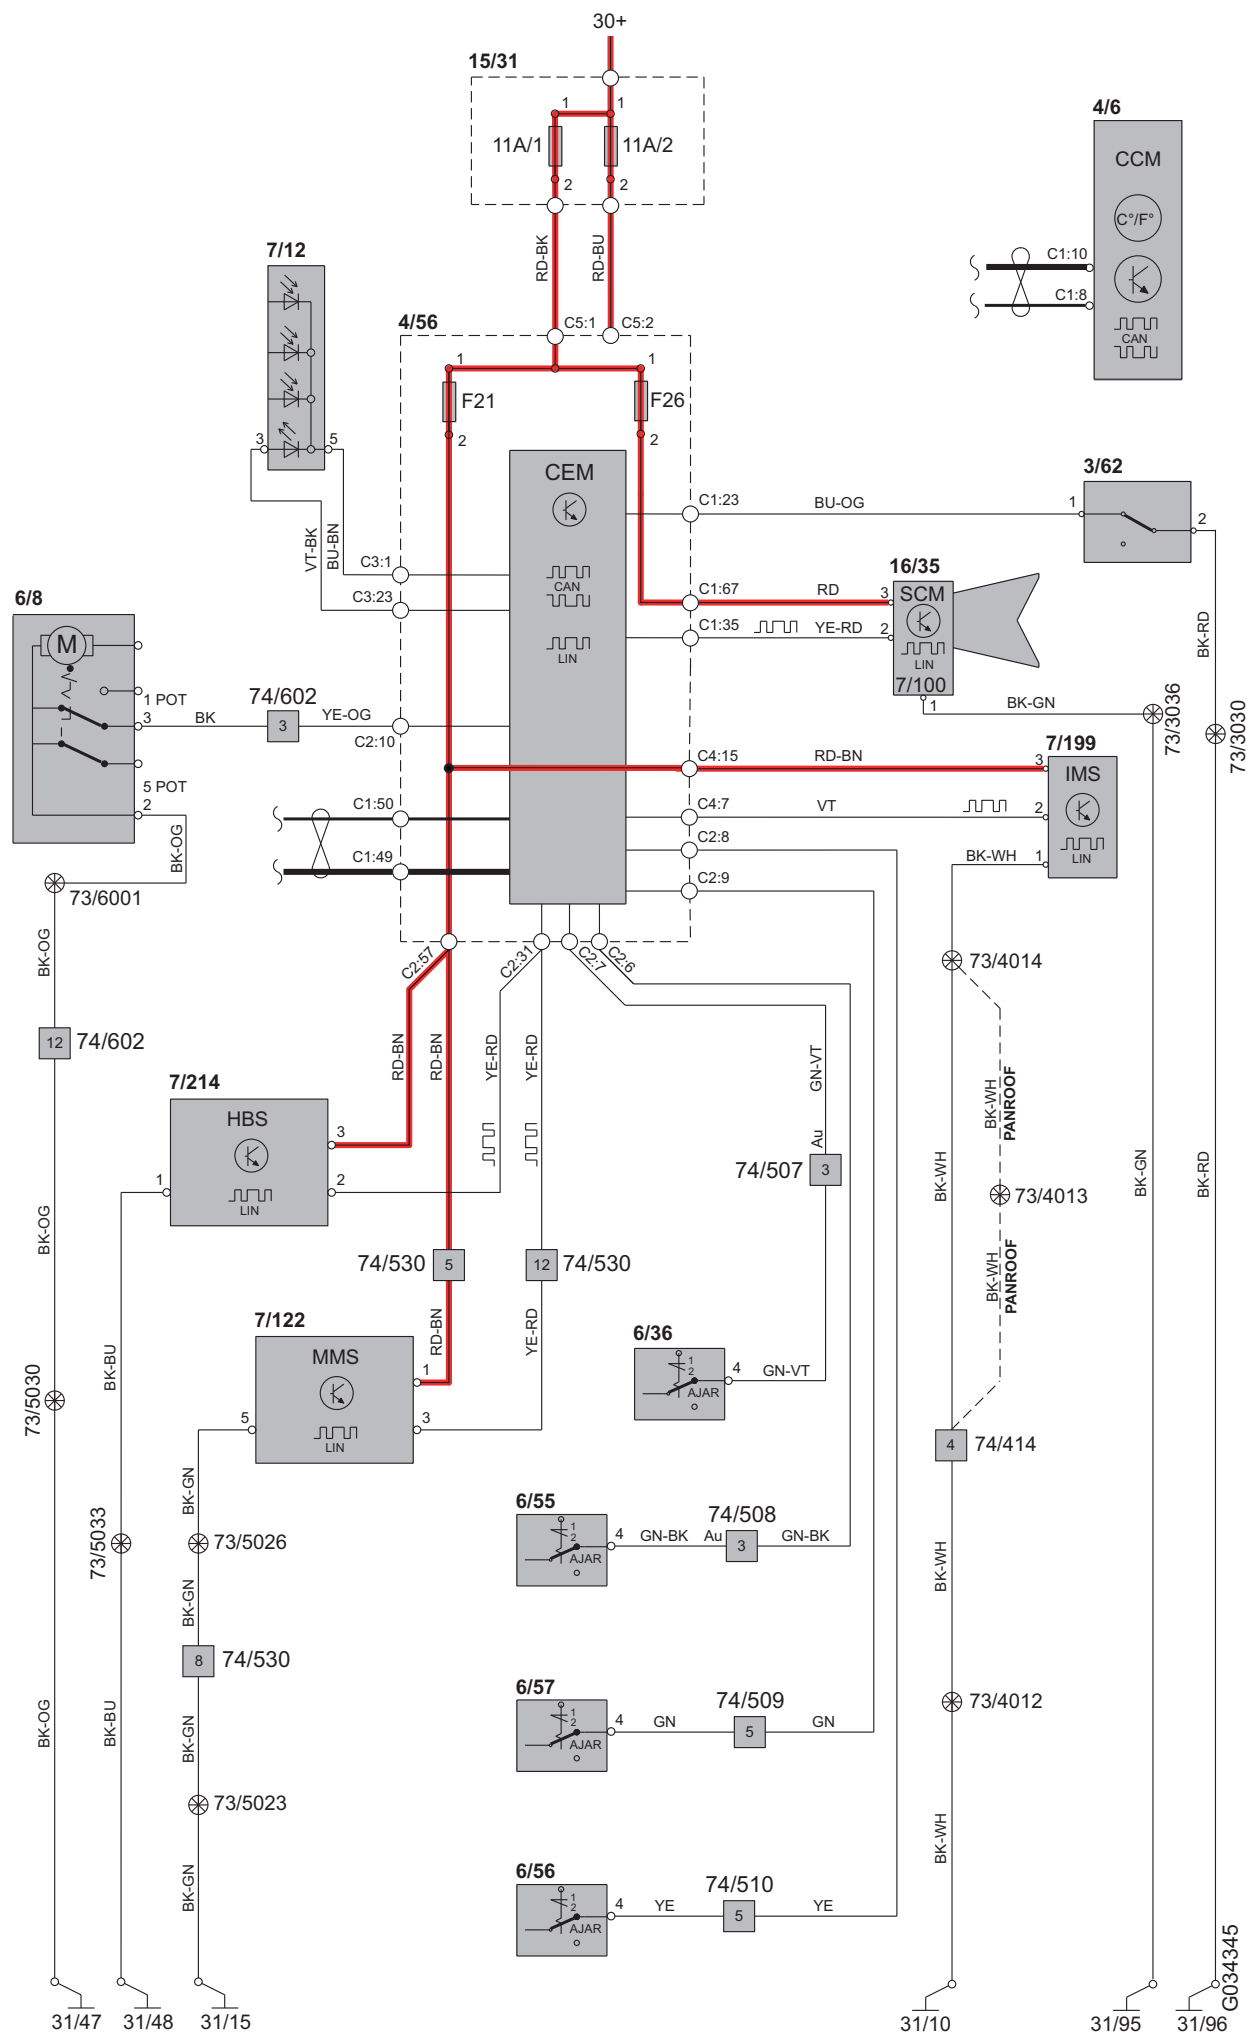 30+
15/31
1
1
11A/1
11A/2
2
2
4/6
CCM
C°/F°
C1:10
C1:8
CAN
RD-BK
RD-BU
7/12
3
5
VT-BK
BU-BN
4/56
C5:1
C5:2
1
1
F21
F26
2
2
CEM
CAN
LIN
C3:1
C3:23
C1:23
BU-OG
3/62
1
2
BK-RD
73/3030
16/35
SCM
LIN
7/100
C1:67
RD
3
C1:35
YE-RD
2
1
BK-GN
73/3036
6/8
M
1 POT
3
BK
74/602
3
YE-OG
C2:10
5 POT
2
BK-OG
C4:15
RD-BN
7/199
3
IMS
LIN
C1:50
C4:7
VT
2
C2:8
C1:49
BK-WH
1
C2:9
73/6001
BK-OG
C2:57
C2:31
C2:7
C2:6
73/4014
12
74/602
RD-BN
RD-BN
YE-RD
YE-RD
GN-VT
Au
BK-WH
PANROOF
7/214
HBS
LIN
3
1
2
74/507
3
BK-WH
73/4013
BK-GN
BK-RD
BK-OG
74/530
5
12
74/530
BK-WH
PANROOF
7/122
MMS
LIN
RD-BN
1
YE-RD
5
3
6/36
1
2
AJAR
4
GN-VT
BK-BU
73/5030
4
74/414
BK-GN
73/5033
73/5026
6/55
1
2
AJAR
4
GN-BK
Au
74/508
3
GN-BK
BK-WH
BK-GN
8
74/530
BK-OG
BK-BU
BK-GN
6/57
1
2
AJAR
4
GN
74/509
5
GN
73/4012
73/5023
BK-GN
6/56
1
2
AJAR
4
YE
74/510
5
YE
BK-WH
31/47
31/48
31/15
31/10
31/95
31/96
G034345